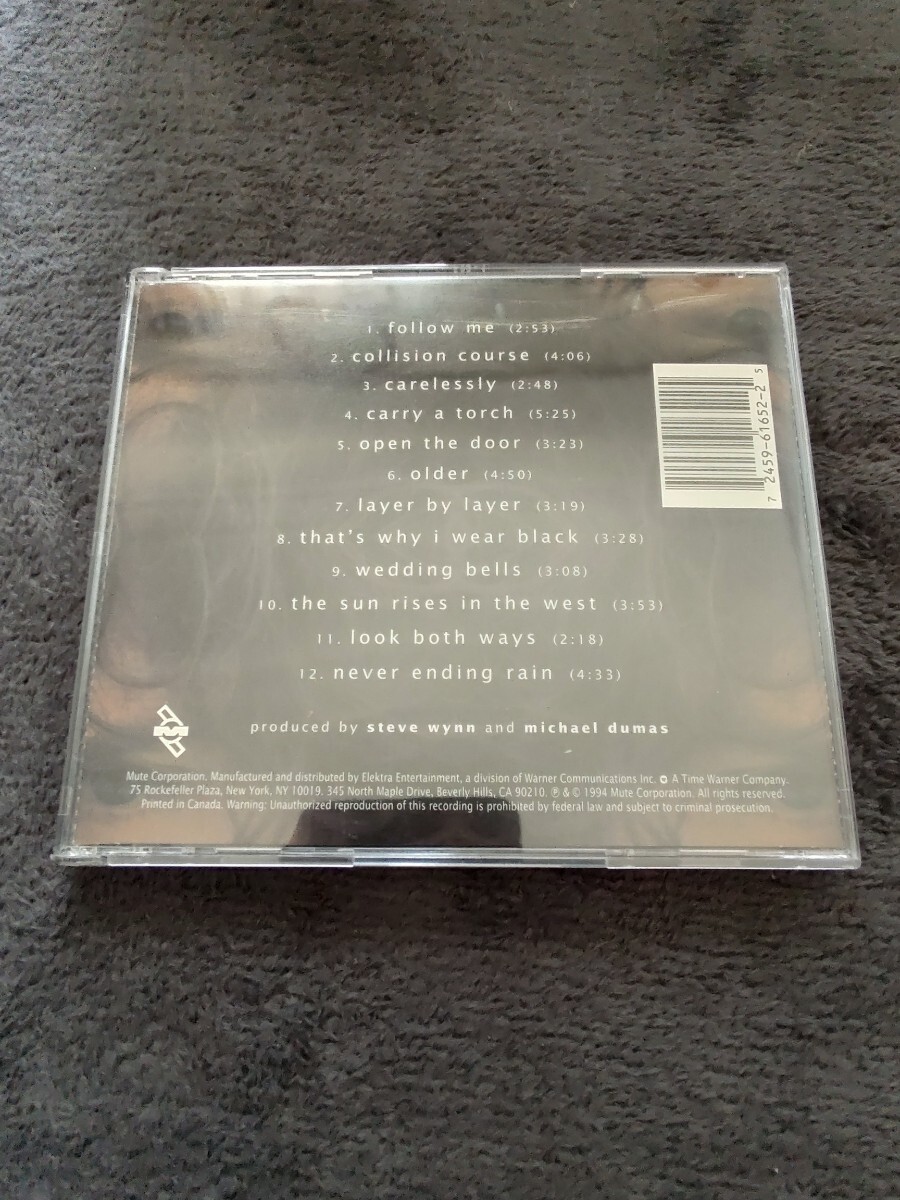 1. follow me (2:53)
2. collision course (4:06)
3. carelessly (2:48)
4. carry a torch (5:25)
5. open the door (3:23)
6. older (4:50)
7. layer by layer (3:19)
8. that's why i wear black (3:28)
9. wedding bells (3:08)
10. the sun rises in the west (3:53)
11. look both ways (2:18)
12. never ending rain (4:33)
7 2459-61652-2 5
produced by steve wynn and michael dumas
Mute Corporation. Manufactured and distributed by Elektra Entertainment, a division of Warner Communications Inc. A Time Warner Company.
75 Rockefeller Plaza, New York, NY 10019. 345 North Maple Drive, Beverly Hills, CA 90210. ℗ & © 1994 Mute Corporation. All rights reserved.
Printed in Canada. Warning: Unauthorized reproduction of this recording is prohibited by federal law and subject to criminal prosecution.